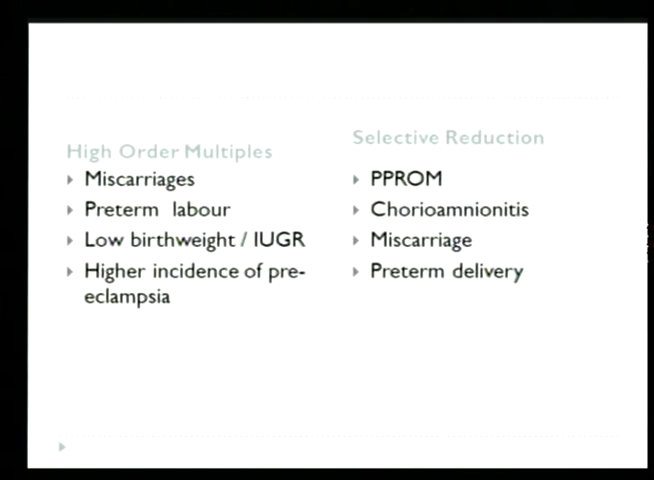 High Order Multiples
Miscarriages
Preterm labour
Low birthweight / IUGR
Higher incidence of pre-
eclampsia
Selective Reduction
PPROM
Chorioamnionitis
Miscarriage
Preterm delivery